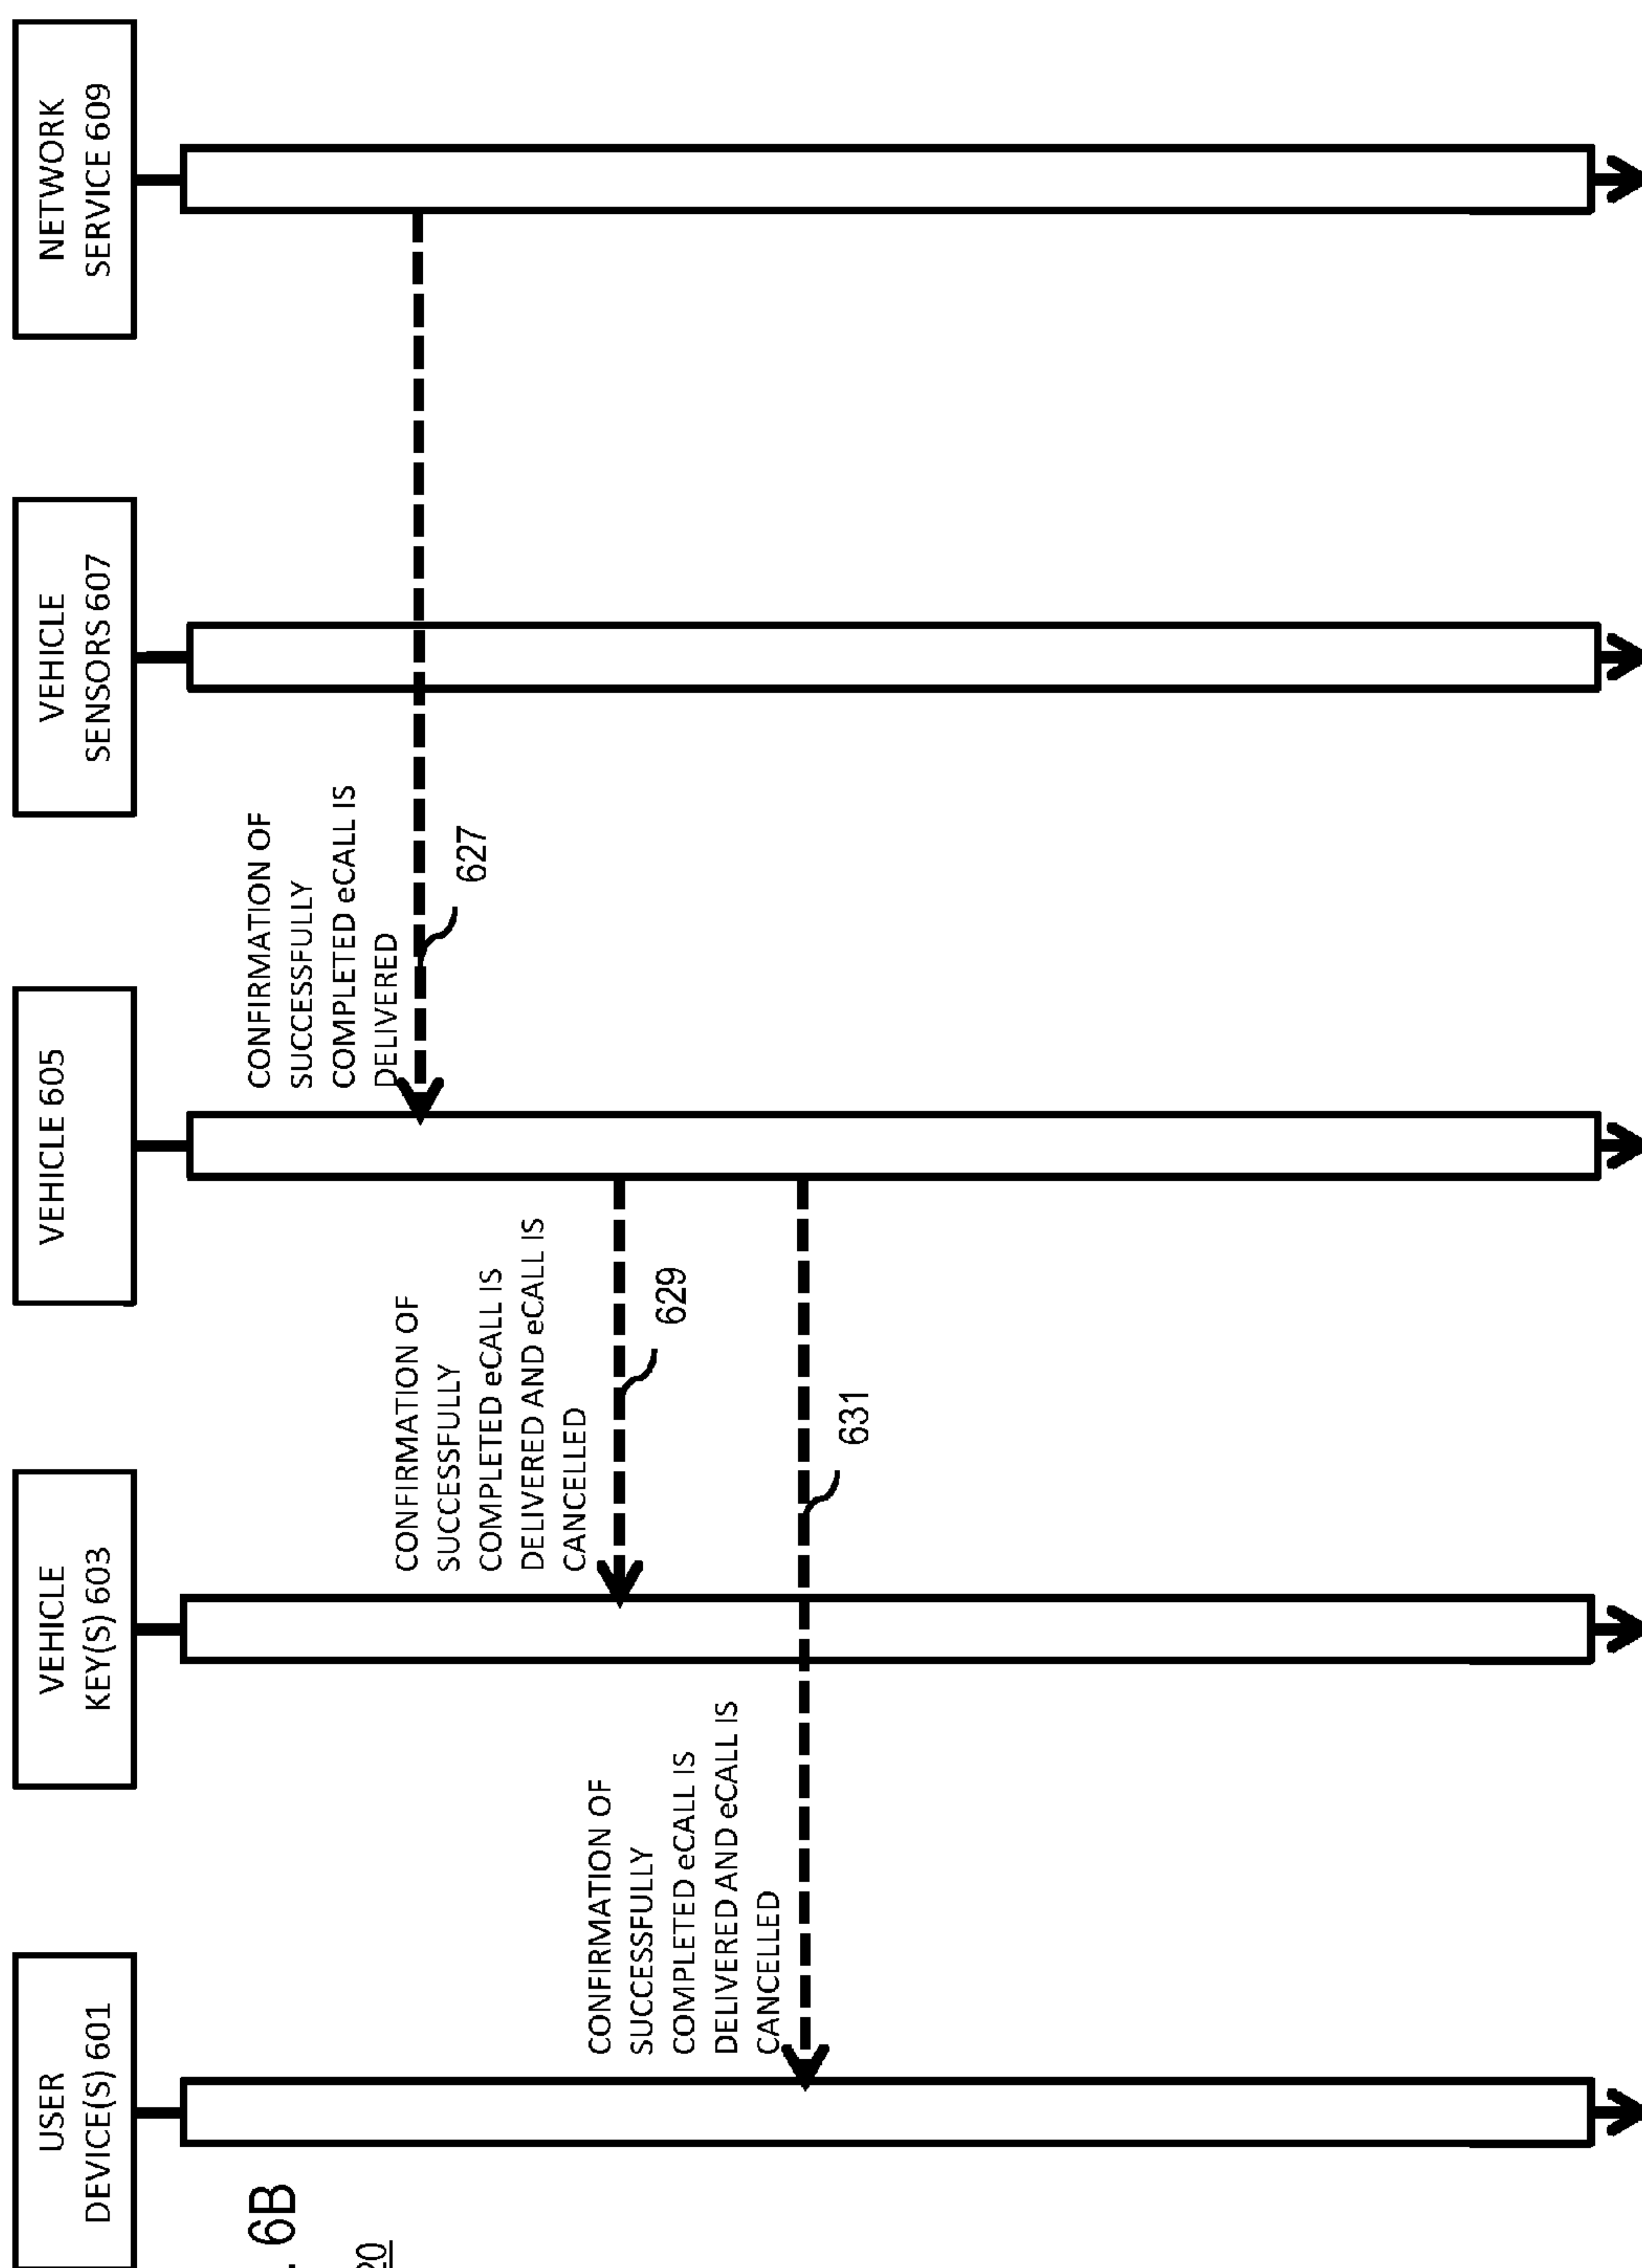 USER
DEVICE(S) 601
VEHICLE
KEY(S) 603
VEHICLE 605
VEHICLE
SENSORS 607
NETWORK
SERVICE 609
CONFIRMATION OF
SUCCESSFULLY
COMPLETED eCALL IS
DELIVERED
627
CONFIRMATION OF
SUCCESSFULLY
COMPLETED eCALL IS
DELIVERED AND eCALL IS
CANCELLED
629
CONFIRMATION OF
SUCCESSFULLY
COMPLETED eCALL IS
DELIVERED AND eCALL IS
CANCELLED
631
. 6B
20